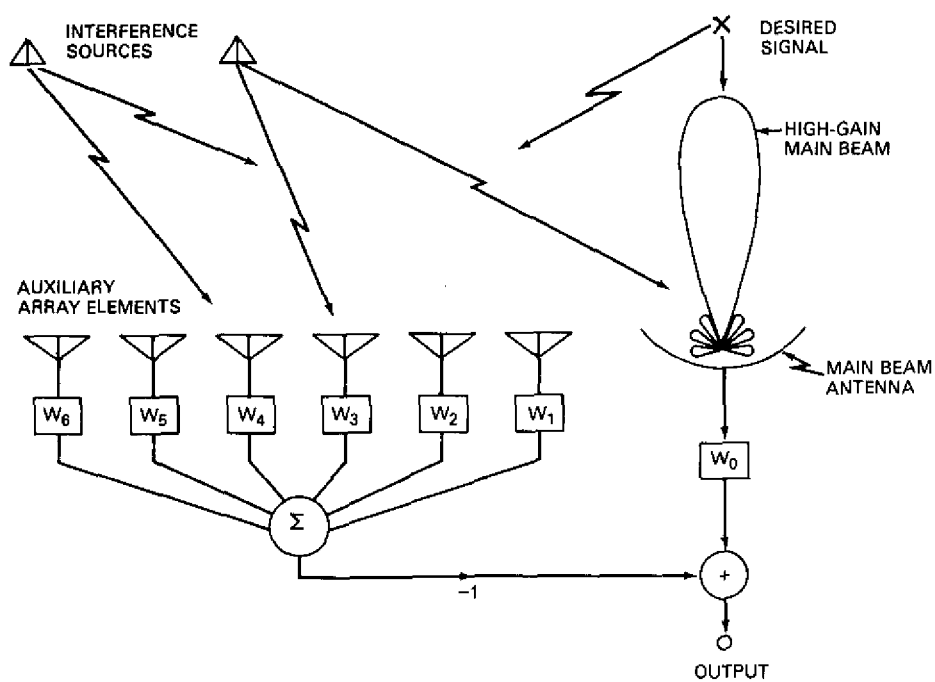 INTERFERENCE
SOURCES
DESIRED
SIGNAL
HIGH-GAIN
MAIN BEAM
AUXILIARY
ARRAY ELEMENTS
MAIN BEAM
ANTENNA
W6 W5 W4 W3 W2 W1
W0
Σ
+
−1
OUTPUT